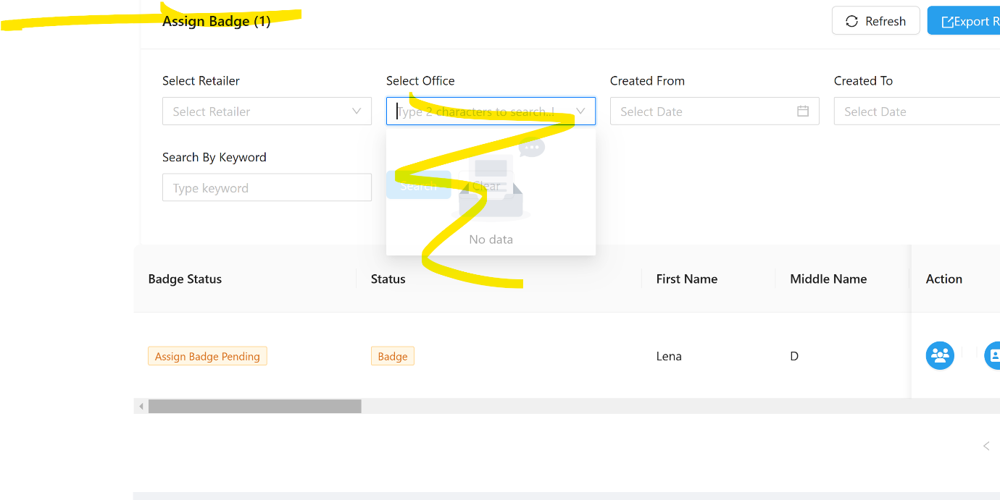 Assign Badge (1)
Refresh
Export R
Select Retailer
Select Office
Created From
Created To
Select Retailer
Type 2 characters to search..!
Select Date
Select Date
Search By Keyword
Type keyword
Search
Clear
No data
Badge Status
Status
First Name
Middle Name
Action
Assign Badge Pending
Badge
Lena
D